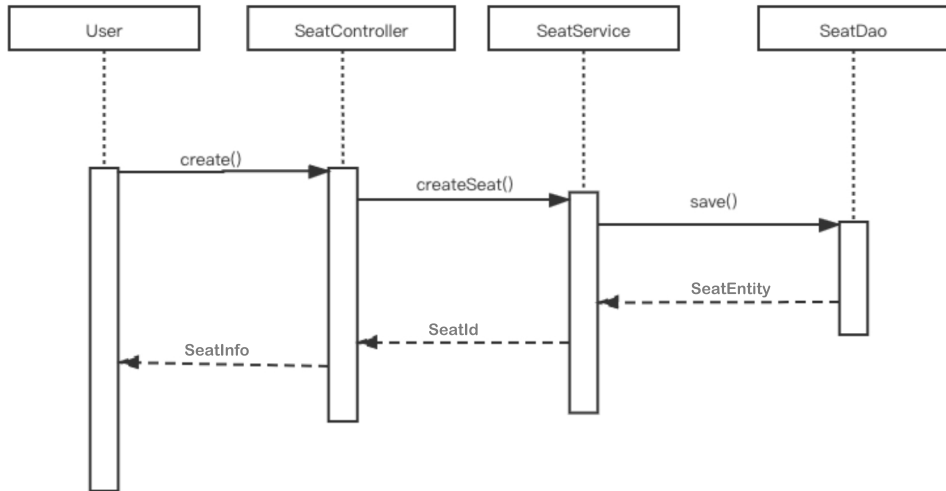 User
SeatController
SeatService
SeatDao
create()
createSeat()
save()
SeatEntity
SeatId
SeatInfo